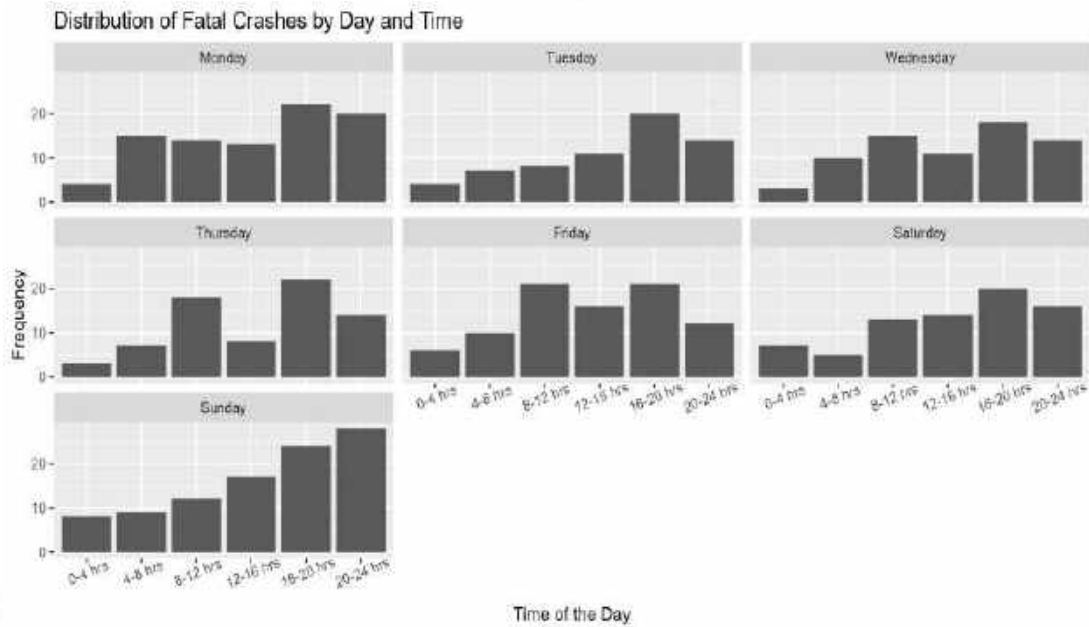 Distribution of Fatal Crashes by Day and Time
Monday
Tuesday
Wednesday
20
10
0
Thursday
Friday
Saturday
20
10
0
Frequency
0-4 hrs
4-8 hrs
8-12 hrs
12-16 hrs
16-20 hrs
20-24 hrs
0-4 hrs
4-8 hrs
8-12 hrs
12-16 hrs
16-20 hrs
20-24 hrs
Sunday
20
10
0
0-4 hrs
4-8 hrs
8-12 hrs
12-16 hrs
16-20 hrs
20-24 hrs
Time of the Day